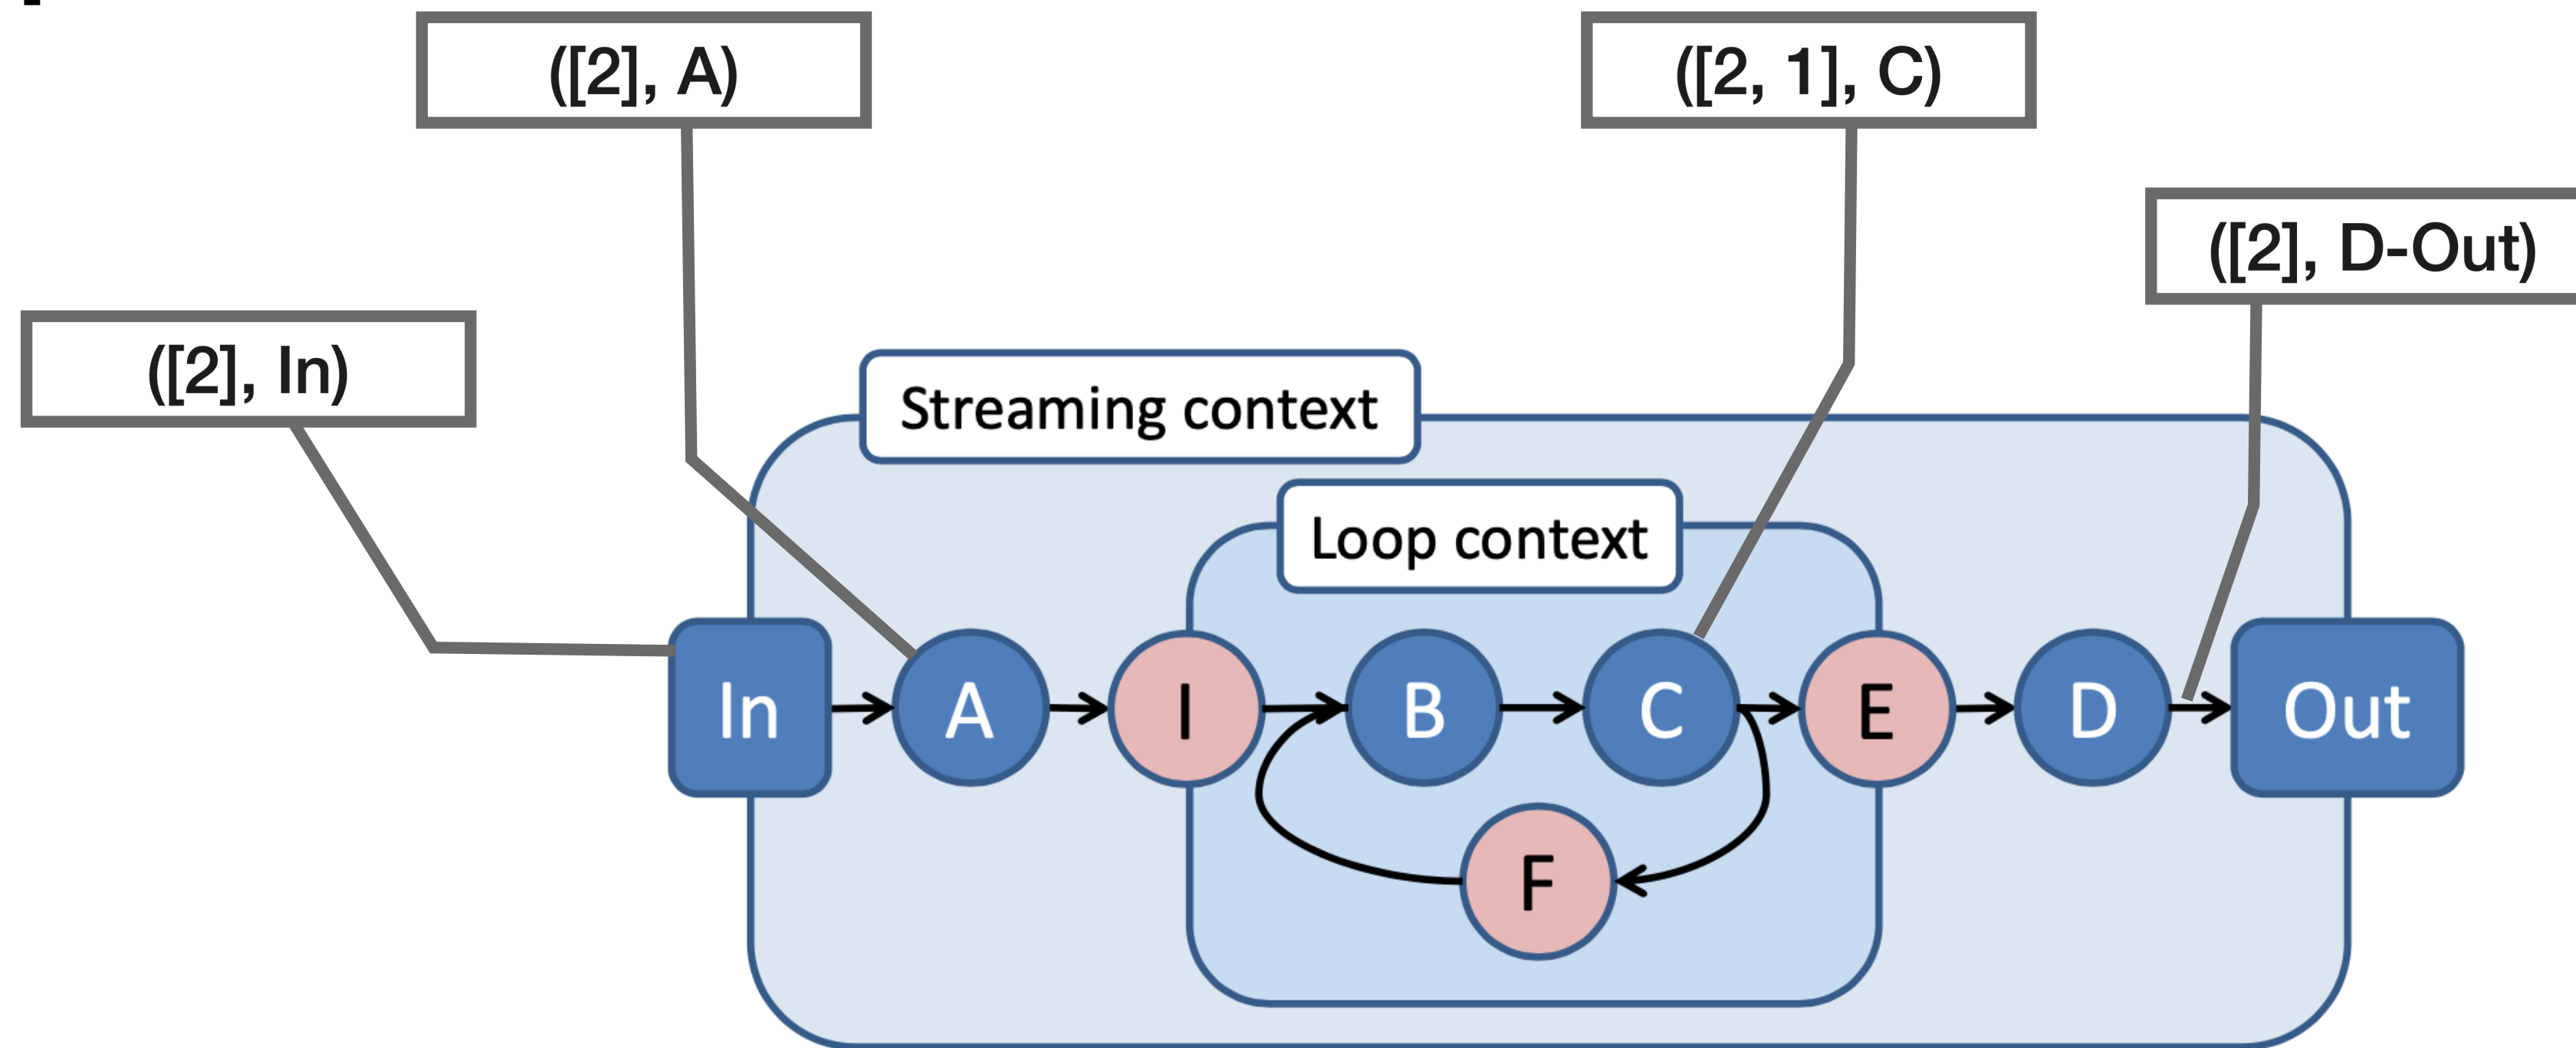 ([2], A)
([2, 1], C)
([2], D-Out)
([2], In)
Streaming context
Loop context
In
A
I
B
C
E
D
Out
F